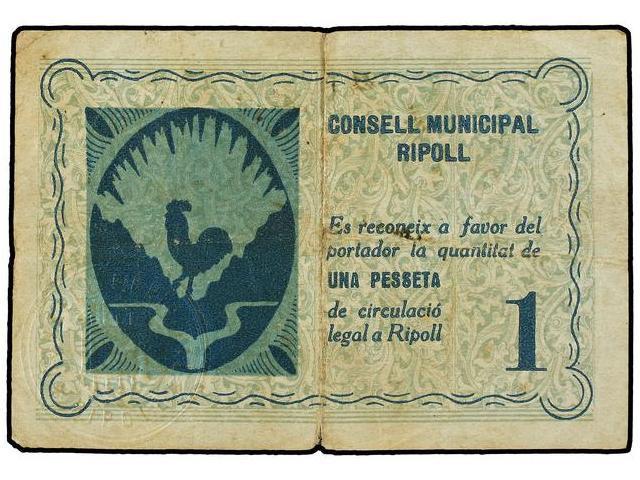 CONSELL MUNICIPAL
RIPOLL
Es reconeix a favor del
portador la quantitat de
UNA PESSETA
de circulació
legal a Ripoll
1